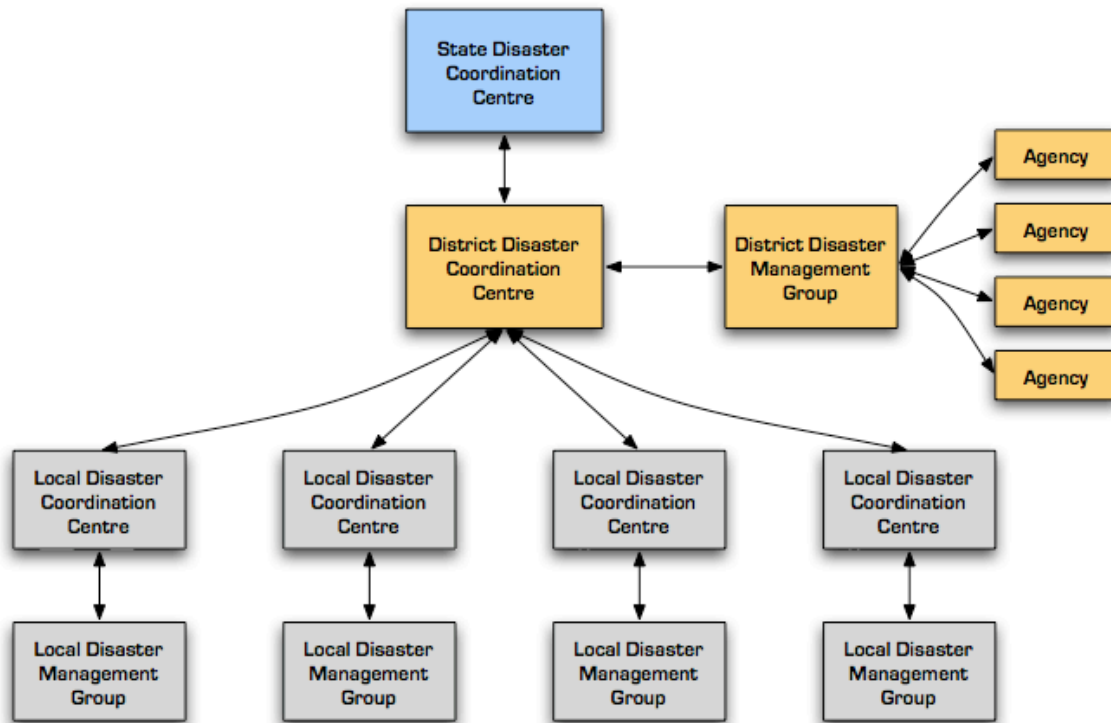 State Disaster
Coordination
Centre
Agency
Agency
District Disaster
Coordination
Centre
District Disaster
Management
Group
Agency
Agency
Local Disaster
Coordination
Centre
Local Disaster
Coordination
Centre
Local Disaster
Coordination
Centre
Local Disaster
Coordination
Centre
Local Disaster
Management
Group
Local Disaster
Management
Group
Local Disaster
Management
Group
Local Disaster
Management
Group